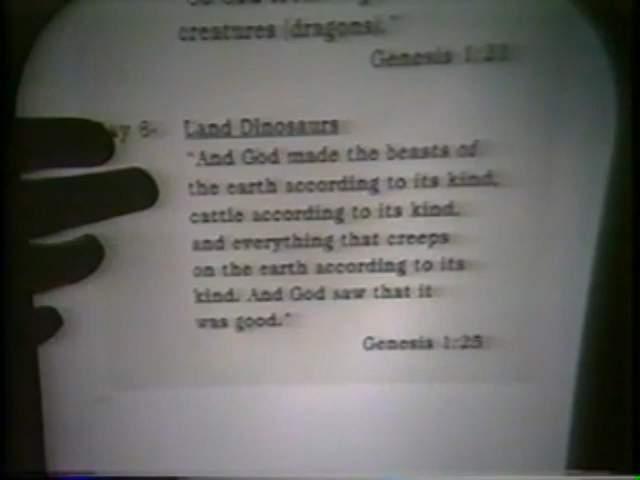 creatures (dragons)."
Genesis 1:21
y 6- Land Dinosaurs
"And God made the beasts of
the earth according to its kind,
cattle according to its kind,
and everything that creeps
on the earth according to its
kind. And God saw that it
was good."
Genesis 1:25